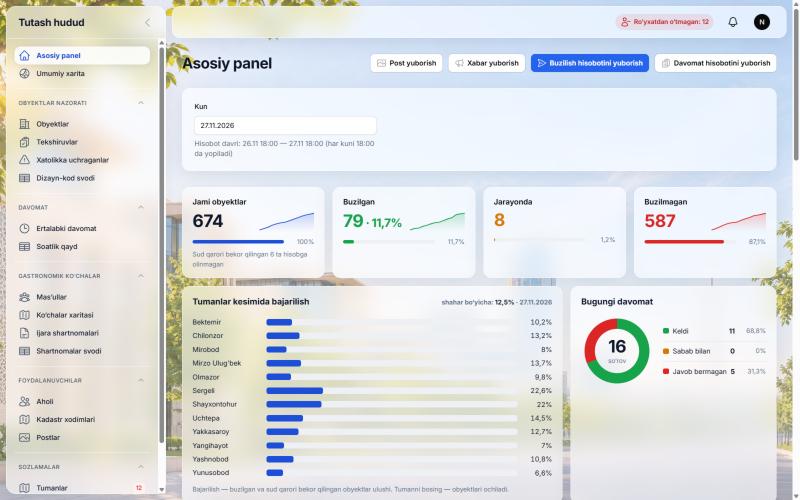 Tutash hudud
Ro'yxatdan o'tmagan: 12
N
Asosiy panel
Umumiy xarita
OBYEKTLAR NAZORATI
Obyektlar
Tekshiruvlar
Xatolikka uchraganlar
Dizayn-kod svodi
DAVOMAT
Ertalabki davomat
Soatlik qayd
GASTRONOMIK KO'CHALAR
Mas'ullar
Ko'chalar xaritasi
Ijara shartnomalari
Shartnomalar svodi
FOYDALANUVCHILAR
Aholi
Kadastr xodimlari
Postlar
SOZLAMALAR
Tumanlar 12
Asosiy panel
Post yuborish
Xabar yuborish
Buzilish hisobotini yuborish
Davomat hisobotini yuborish
Kun
27.11.2026
Hisobot davri: 26.11 18:00 — 27.11 18:00 (har kuni 18:00
da yopiladi)
Jami obyektlar
674
100%
Sud qarori bekor qilingan 6 ta hisobga
olinmagan
Buzilgan
79 · 11,7%
11,7%
Jarayonda
8
1,2%
Buzilmagan
587
87,1%
Tumanlar kesimida bajarilish
shahar bo'yicha: 12,5% · 27.11.2026
Bektemir 10,2%
Chilonzor 13,2%
Mirobod 8%
Mirzo Ulug'bek 13,7%
Olmazor 9,8%
Sergeli 22,6%
Shayxontohur 22%
Uchtepa 14,5%
Yakkasaroy 12,7%
Yangihayot 7%
Yashnobod 10,8%
Yunusobod 6,6%
Bajarilish — buzilgan va sud qarori bekor qilingan obyektlar ulushi. Tumanni bosing — obyektlari ochiladi.
Bugungi davomat
16
SO'ROV
Keldi 11 68,8%
Sabab bilan 0 0%
Javob bermagan 5 31,3%